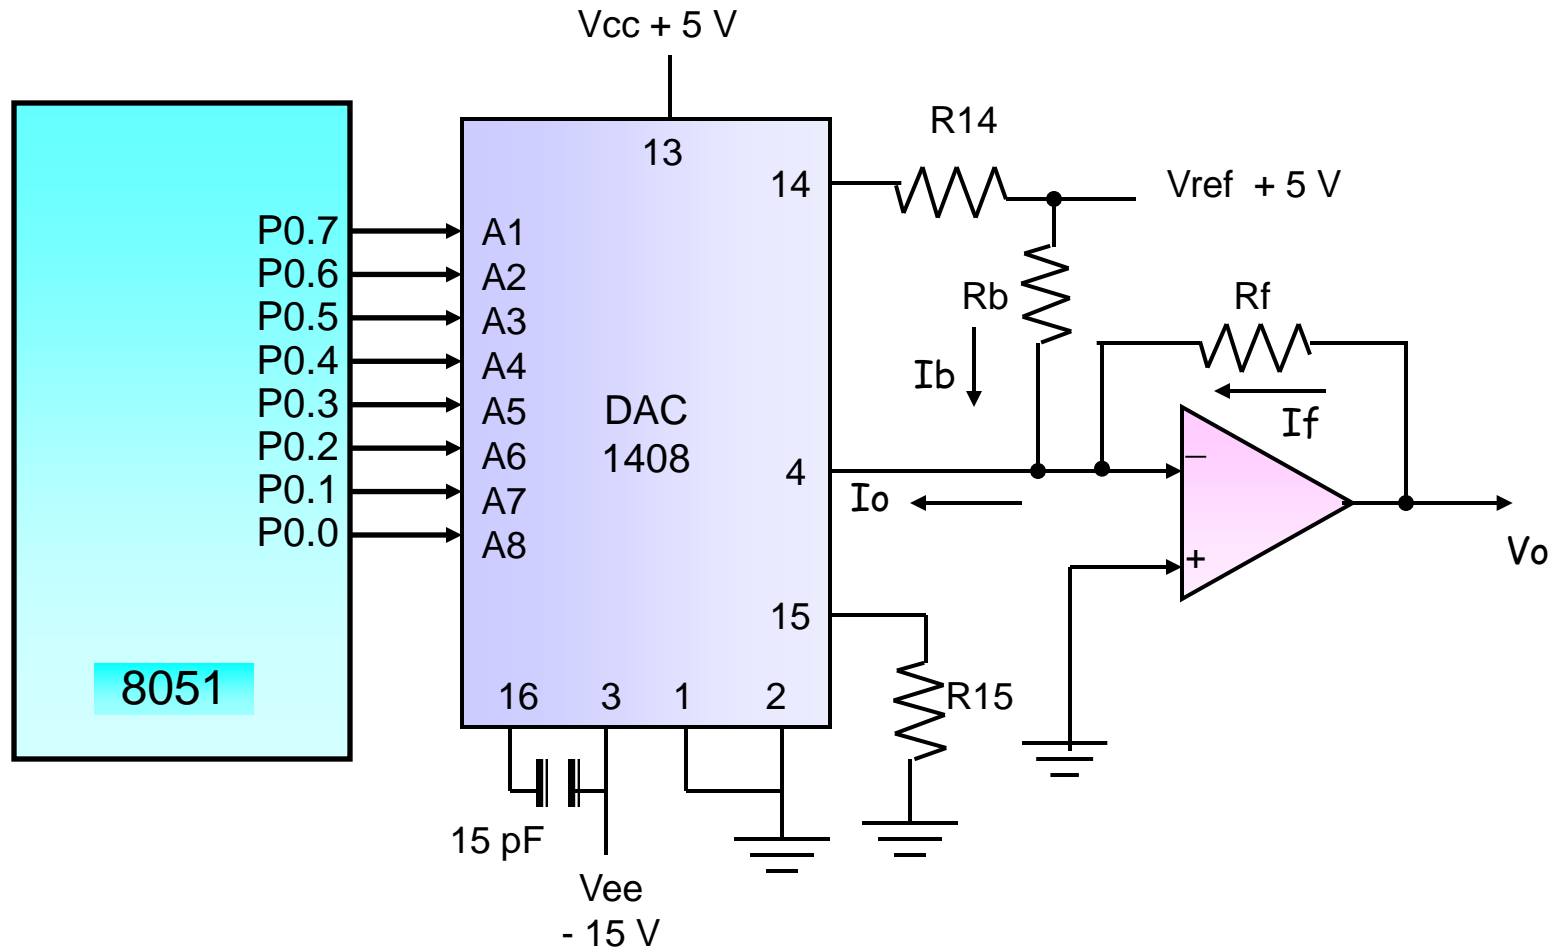 Vcc + 5 V
R14
13
14
Vref + 5 V
P0.7
A1
P0.6
A2
P0.5
A3
P0.4
A4
P0.3
A5
P0.2
A6
P0.1
A7
P0.0
A8
Rb
Rf
Ib
If
DAC
1408
4
Io
–
+
Vo
15
R15
8051
16
3
1
2
15 pF
Vee
- 15 V